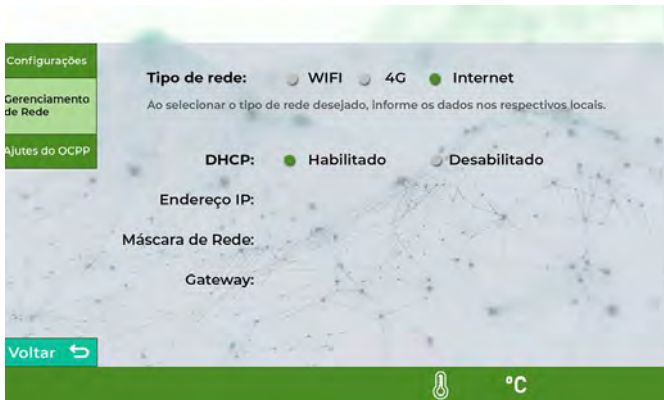 Configurações
Gerenciamento
de Rede
Ajutes do OCPP
Tipo de rede: WIFI 4G Internet
Ao selecionar o tipo de rede desejado, informe os dados nos respectivos locais.
DHCP: Habilitado Desabilitado
Endereço IP:
Máscara de Rede:
Gateway:
Voltar
°C